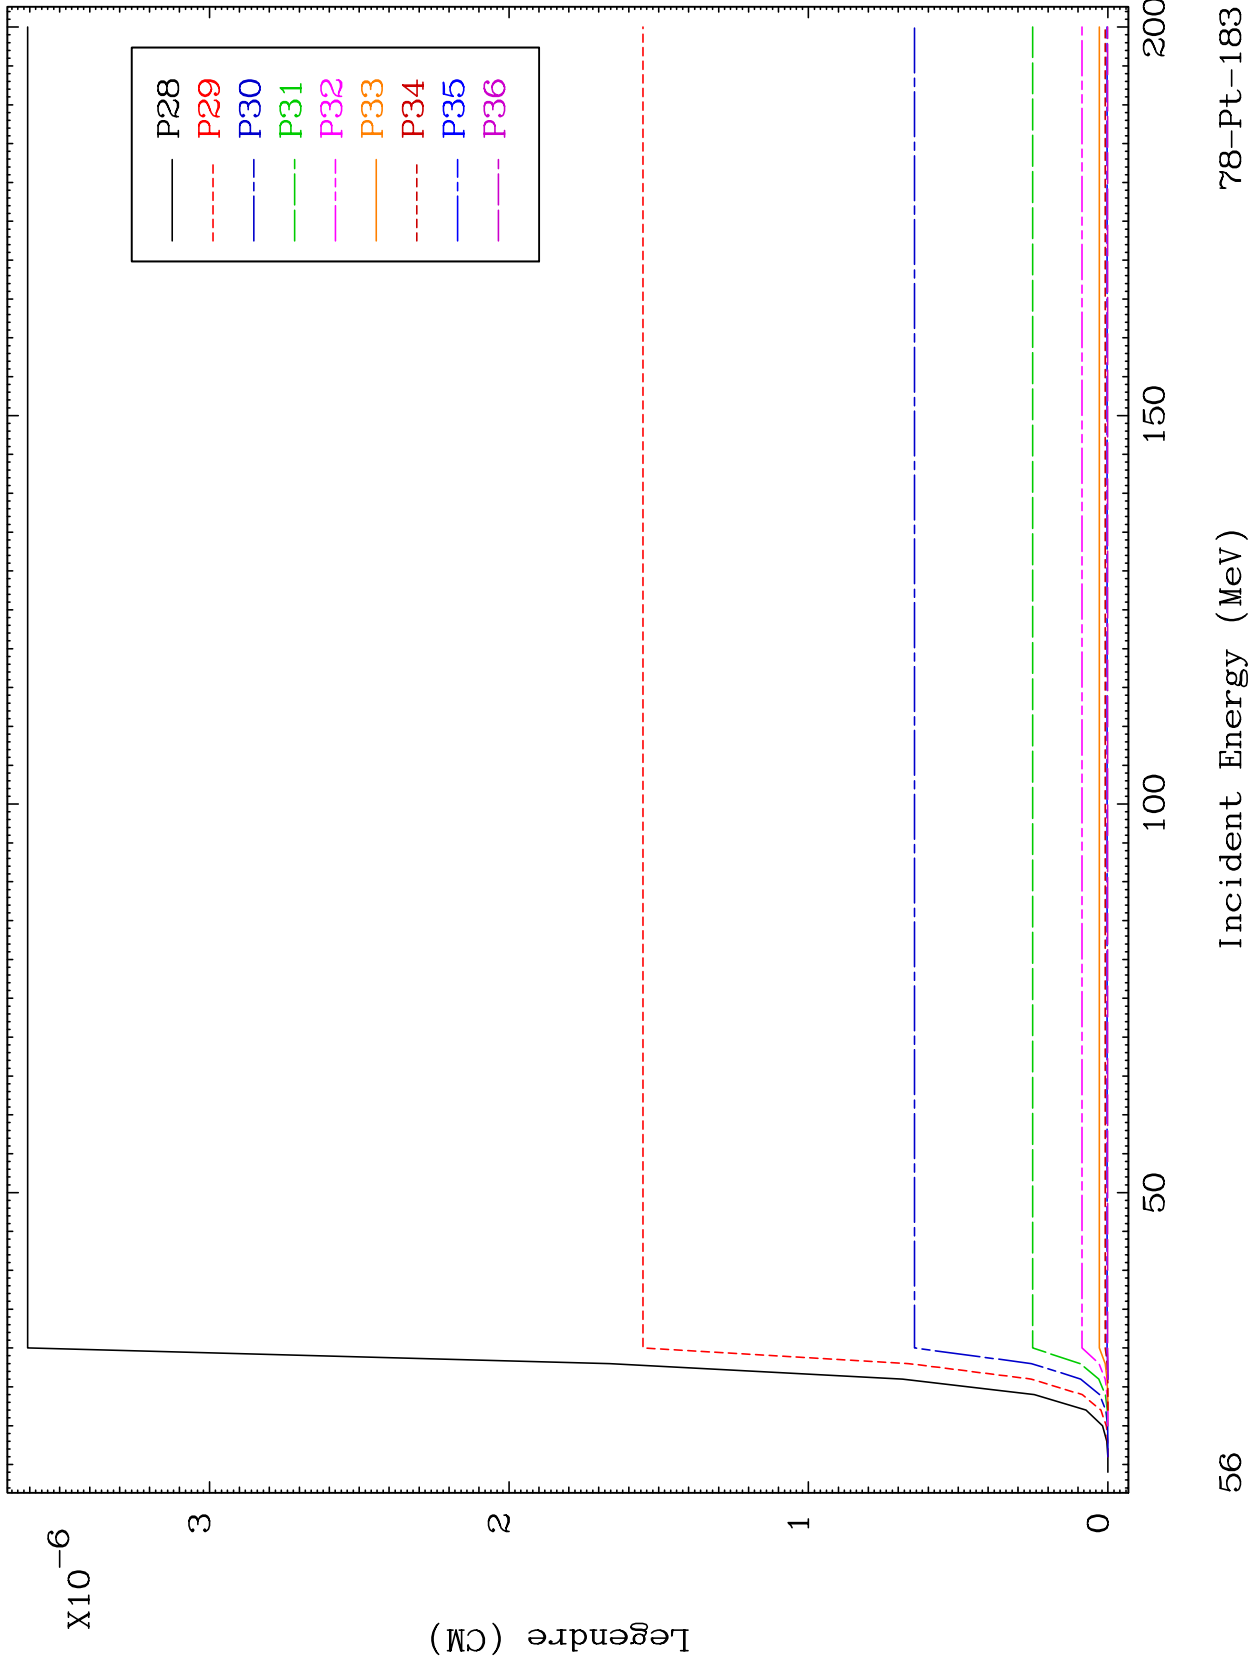 X10-6
3
2
1
0
Legendre (CM)
P28
P29
P30
P31
P32
P33
P34
P35
P36
50
100
150
200
56
Incident Energy (MeV)
78-Pt-183